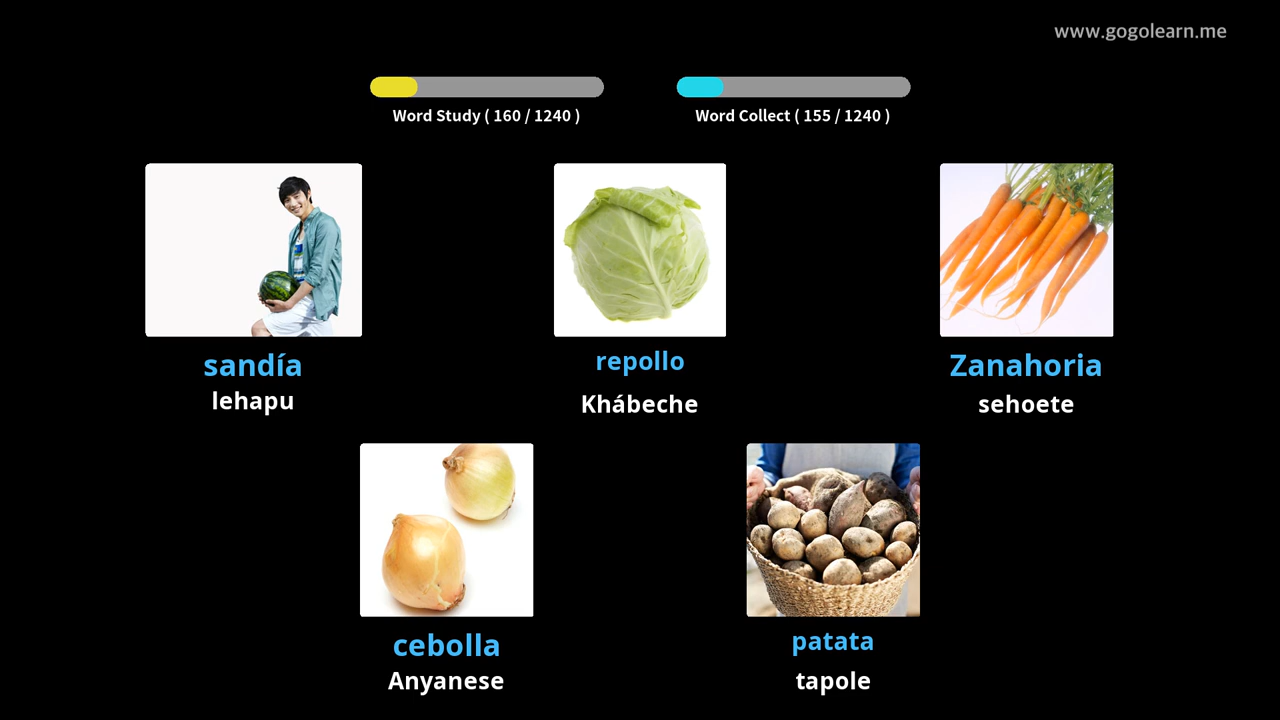 www.gogolearn.me
Word Study ( 160 / 1240 )
Word Collect ( 155 / 1240 )
sandía
lehapu
repollo
Khábeche
Zanahoria
sehoete
cebolla
Anyanese
patata
tapole